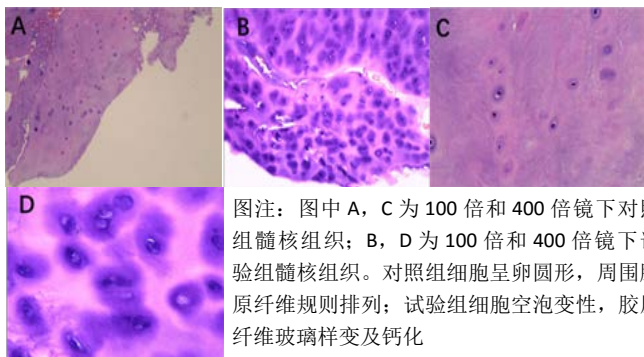 A
B
C
D
图注：图中 A，C 为 100 倍和 400 倍镜下对
组髓核组织；B，D 为 100 倍和 400 倍镜下
验组髓核组织。对照组细胞呈卵圆形，周围
原纤维规则排列；试验组细胞空泡变性，胶
纤维玻璃样变及钙化